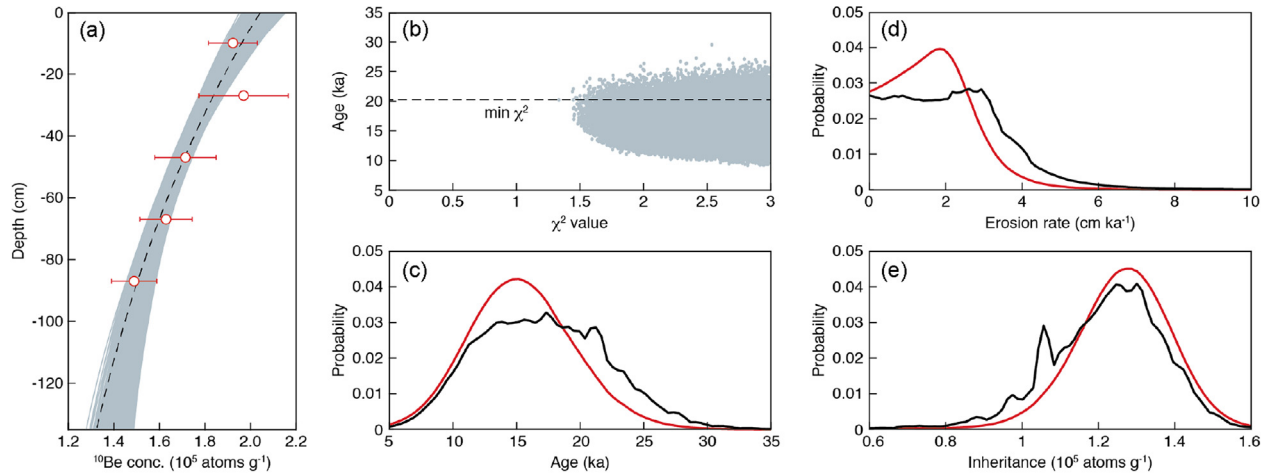 (a)
0
-20
-40
-60
-80
-100
-120
Depth (cm)
1.2 1.4 1.6 1.8 2.0 2.2
¹⁰Be conc. (10⁵ atoms g⁻¹)
(b)
35
30
25
20
15
10
5
Age (ka)
min χ²
0 0.5 1 1.5 2 2.5 3
χ² value
(d)
0.05
0.04
0.03
0.02
0.01
0
Probability
0 2 4 6 8 10
Erosion rate (cm ka⁻¹)
(c)
0.05
0.04
0.03
0.02
0.01
0
Probability
5 10 15 20 25 30 35
Age (ka)
(e)
0.05
0.04
0.03
0.02
0.01
0
Probability
0.6 0.8 1 1.2 1.4 1.6
Inheritance (10⁵ atoms g⁻¹)